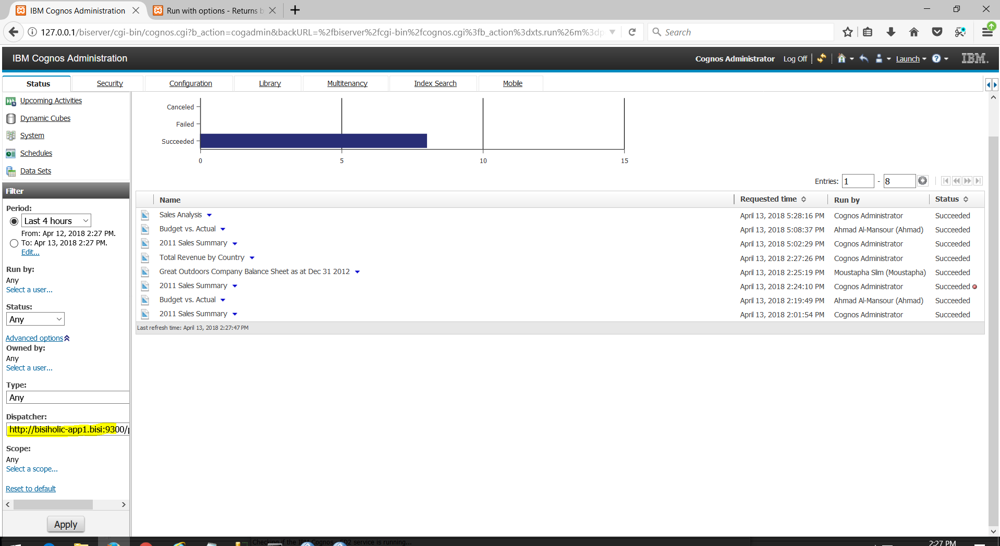 IBM Cognos Administration
Run with options - Returns b
127.0.0.1/biserver/cgi-bin/cognos.cgi?b_action=cogadmin&backURL=%2fbiserver%2fcgi-bin%2fcognos.cgi%3fb_action%3dxts.run%26m%3dp
Search
IBM Cognos Administration
Cognos Administrator Log Off Launch IBM.
Status Security Configuration Library Multitenancy Index Search Mobile
Upcoming Activities
Dynamic Cubes
System
Schedules
Data Sets
Filter
Period:
Last 4 hours
From: Apr 12, 2018 2:27 PM.
To: Apr 13, 2018 2:27 PM.
Edit...
Run by:
Any
Select a user...
Status:
Any
Advanced options
Owned by:
Any
Select a user...
Type:
Any
Dispatcher:
http://bisiholic-app1.bisi:9300/p
Scope:
Any
Select a scope...
Reset to default
Apply
Canceled
Failed
Succeeded
0 5 10 15
Entries: 1 - 8
Name Requested time Run by Status
Sales Analysis April 13, 2018 5:28:16 PM Cognos Administrator Succeeded
Budget vs. Actual April 13, 2018 5:08:37 PM Ahmad Al-Mansour (Ahmad) Succeeded
2011 Sales Summary April 13, 2018 5:02:29 PM Cognos Administrator Succeeded
Total Revenue by Country April 13, 2018 2:27:26 PM Cognos Administrator Succeeded
Great Outdoors Company Balance Sheet as at Dec 31 2012 April 13, 2018 2:25:19 PM Moustapha Slim (Moustapha) Succeeded
2011 Sales Summary April 13, 2018 2:24:10 PM Cognos Administrator Succeeded
Budget vs. Actual April 13, 2018 2:19:49 PM Ahmad Al-Mansour (Ahmad) Succeeded
2011 Sales Summary April 13, 2018 2:01:54 PM Cognos Administrator Succeeded
Last refresh time: April 13, 2018 2:27:47 PM
Checking if the IBM Cognos service is running...
2:27 PM